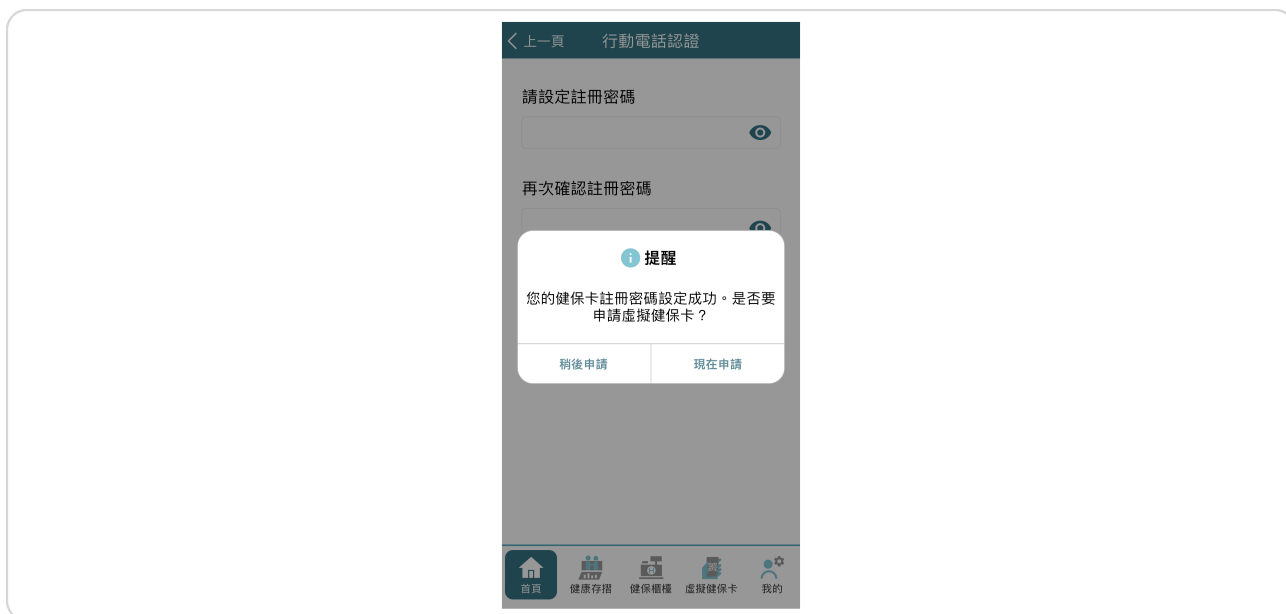 上一頁 行動電話認證
請設定註冊密碼
再次確認註冊密碼
提醒
您的健保卡註冊密碼設定成功。是否要
申請虛擬健保卡？
稍後申請 現在申請
首頁 健康存摺 健保櫃檯 虛擬健保卡 我的